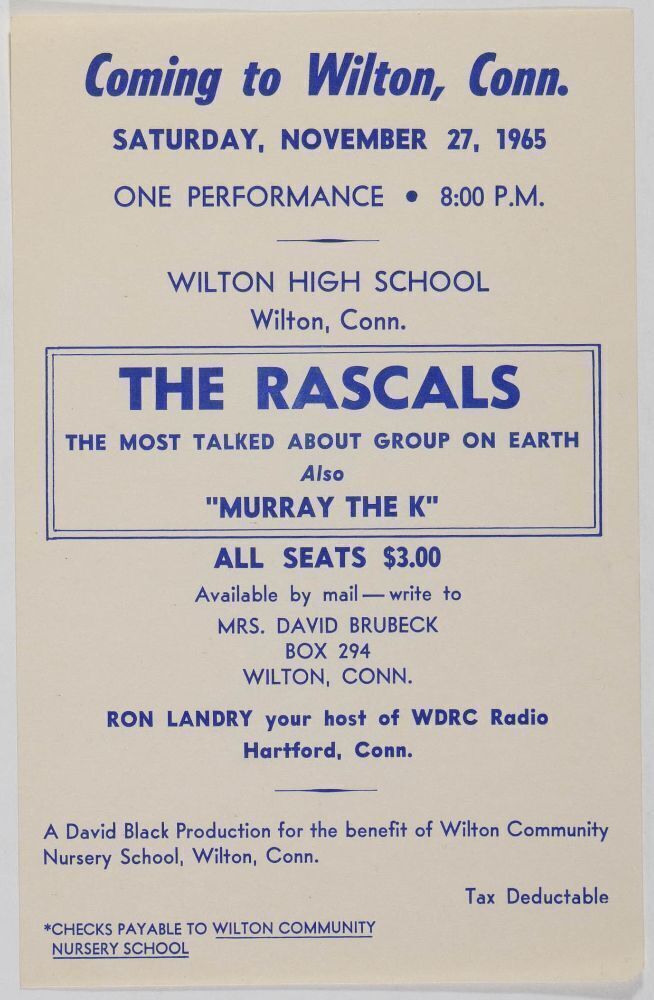 Coming to Wilton, Conn.
SATURDAY, NOVEMBER 27, 1965
ONE PERFORMANCE • 8:00 P.M.
WILTON HIGH SCHOOL
Wilton, Conn.
THE RASCALS
THE MOST TALKED ABOUT GROUP ON EARTH
Also
"MURRAY THE K"
ALL SEATS $3.00
Available by mail — write to
MRS. DAVID BRUBECK
BOX 294
WILTON, CONN.
RON LANDRY your host of WDRC Radio
Hartford, Conn.
A David Black Production for the benefit of Wilton Community
Nursery School, Wilton, Conn.
Tax Deductable
*CHECKS PAYABLE TO WILTON COMMUNITY
NURSERY SCHOOL